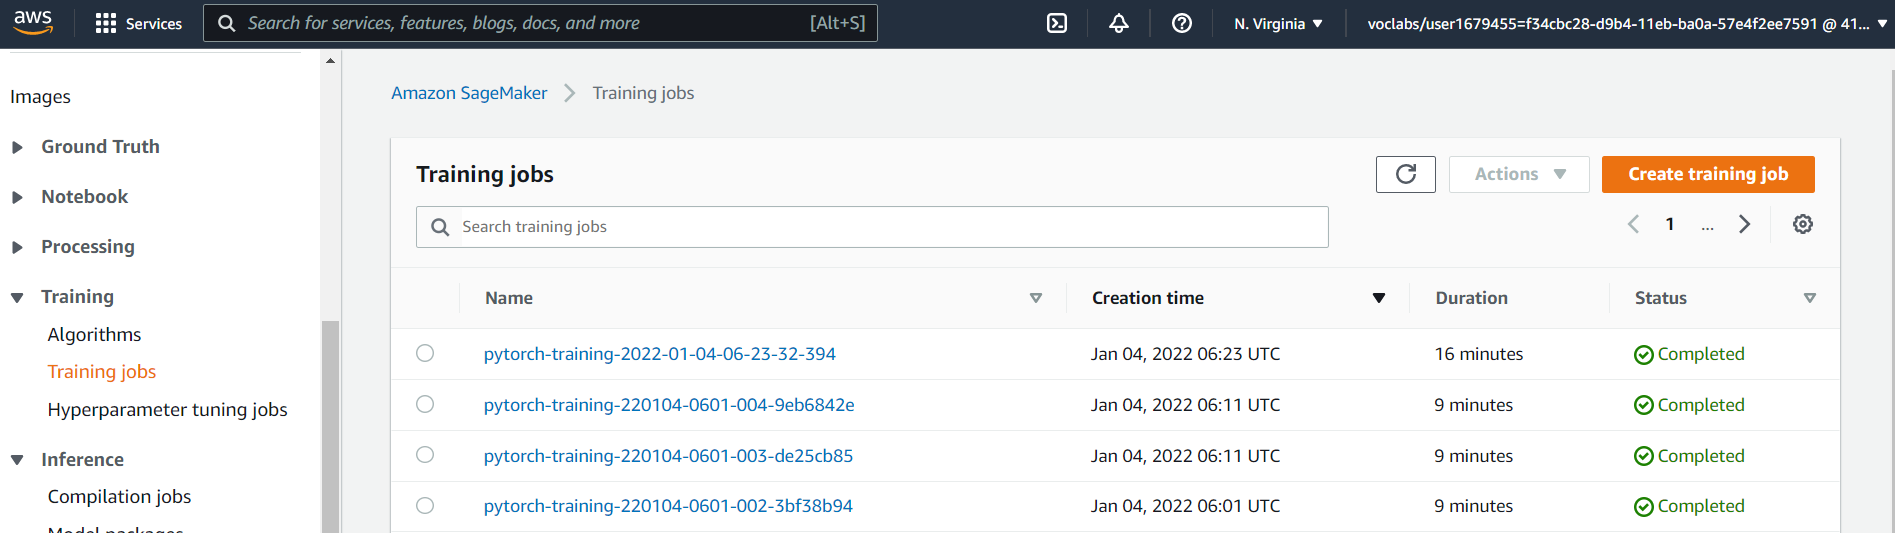 aws
Services
Search for services, features, blogs, docs, and more
[Alt+S]
N. Virginia
voclabs/user1679455=f34cbc28-d9b4-11eb-ba0a-57e4f2ee7591 @ 41...
Images
Ground Truth
Notebook
Processing
Training
Algorithms
Training jobs
Hyperparameter tuning jobs
Inference
Compilation jobs
Model packages
Amazon SageMaker
Training jobs
Training jobs
Actions
Create training job
Search training jobs
1 ...
Name Creation time Duration Status
pytorch-training-2022-01-04-06-23-32-394 Jan 04, 2022 06:23 UTC 16 minutes Completed
pytorch-training-220104-0601-004-9eb6842e Jan 04, 2022 06:11 UTC 9 minutes Completed
pytorch-training-220104-0601-003-de25cb85 Jan 04, 2022 06:11 UTC 9 minutes Completed
pytorch-training-220104-0601-002-3bf38b94 Jan 04, 2022 06:01 UTC 9 minutes Completed